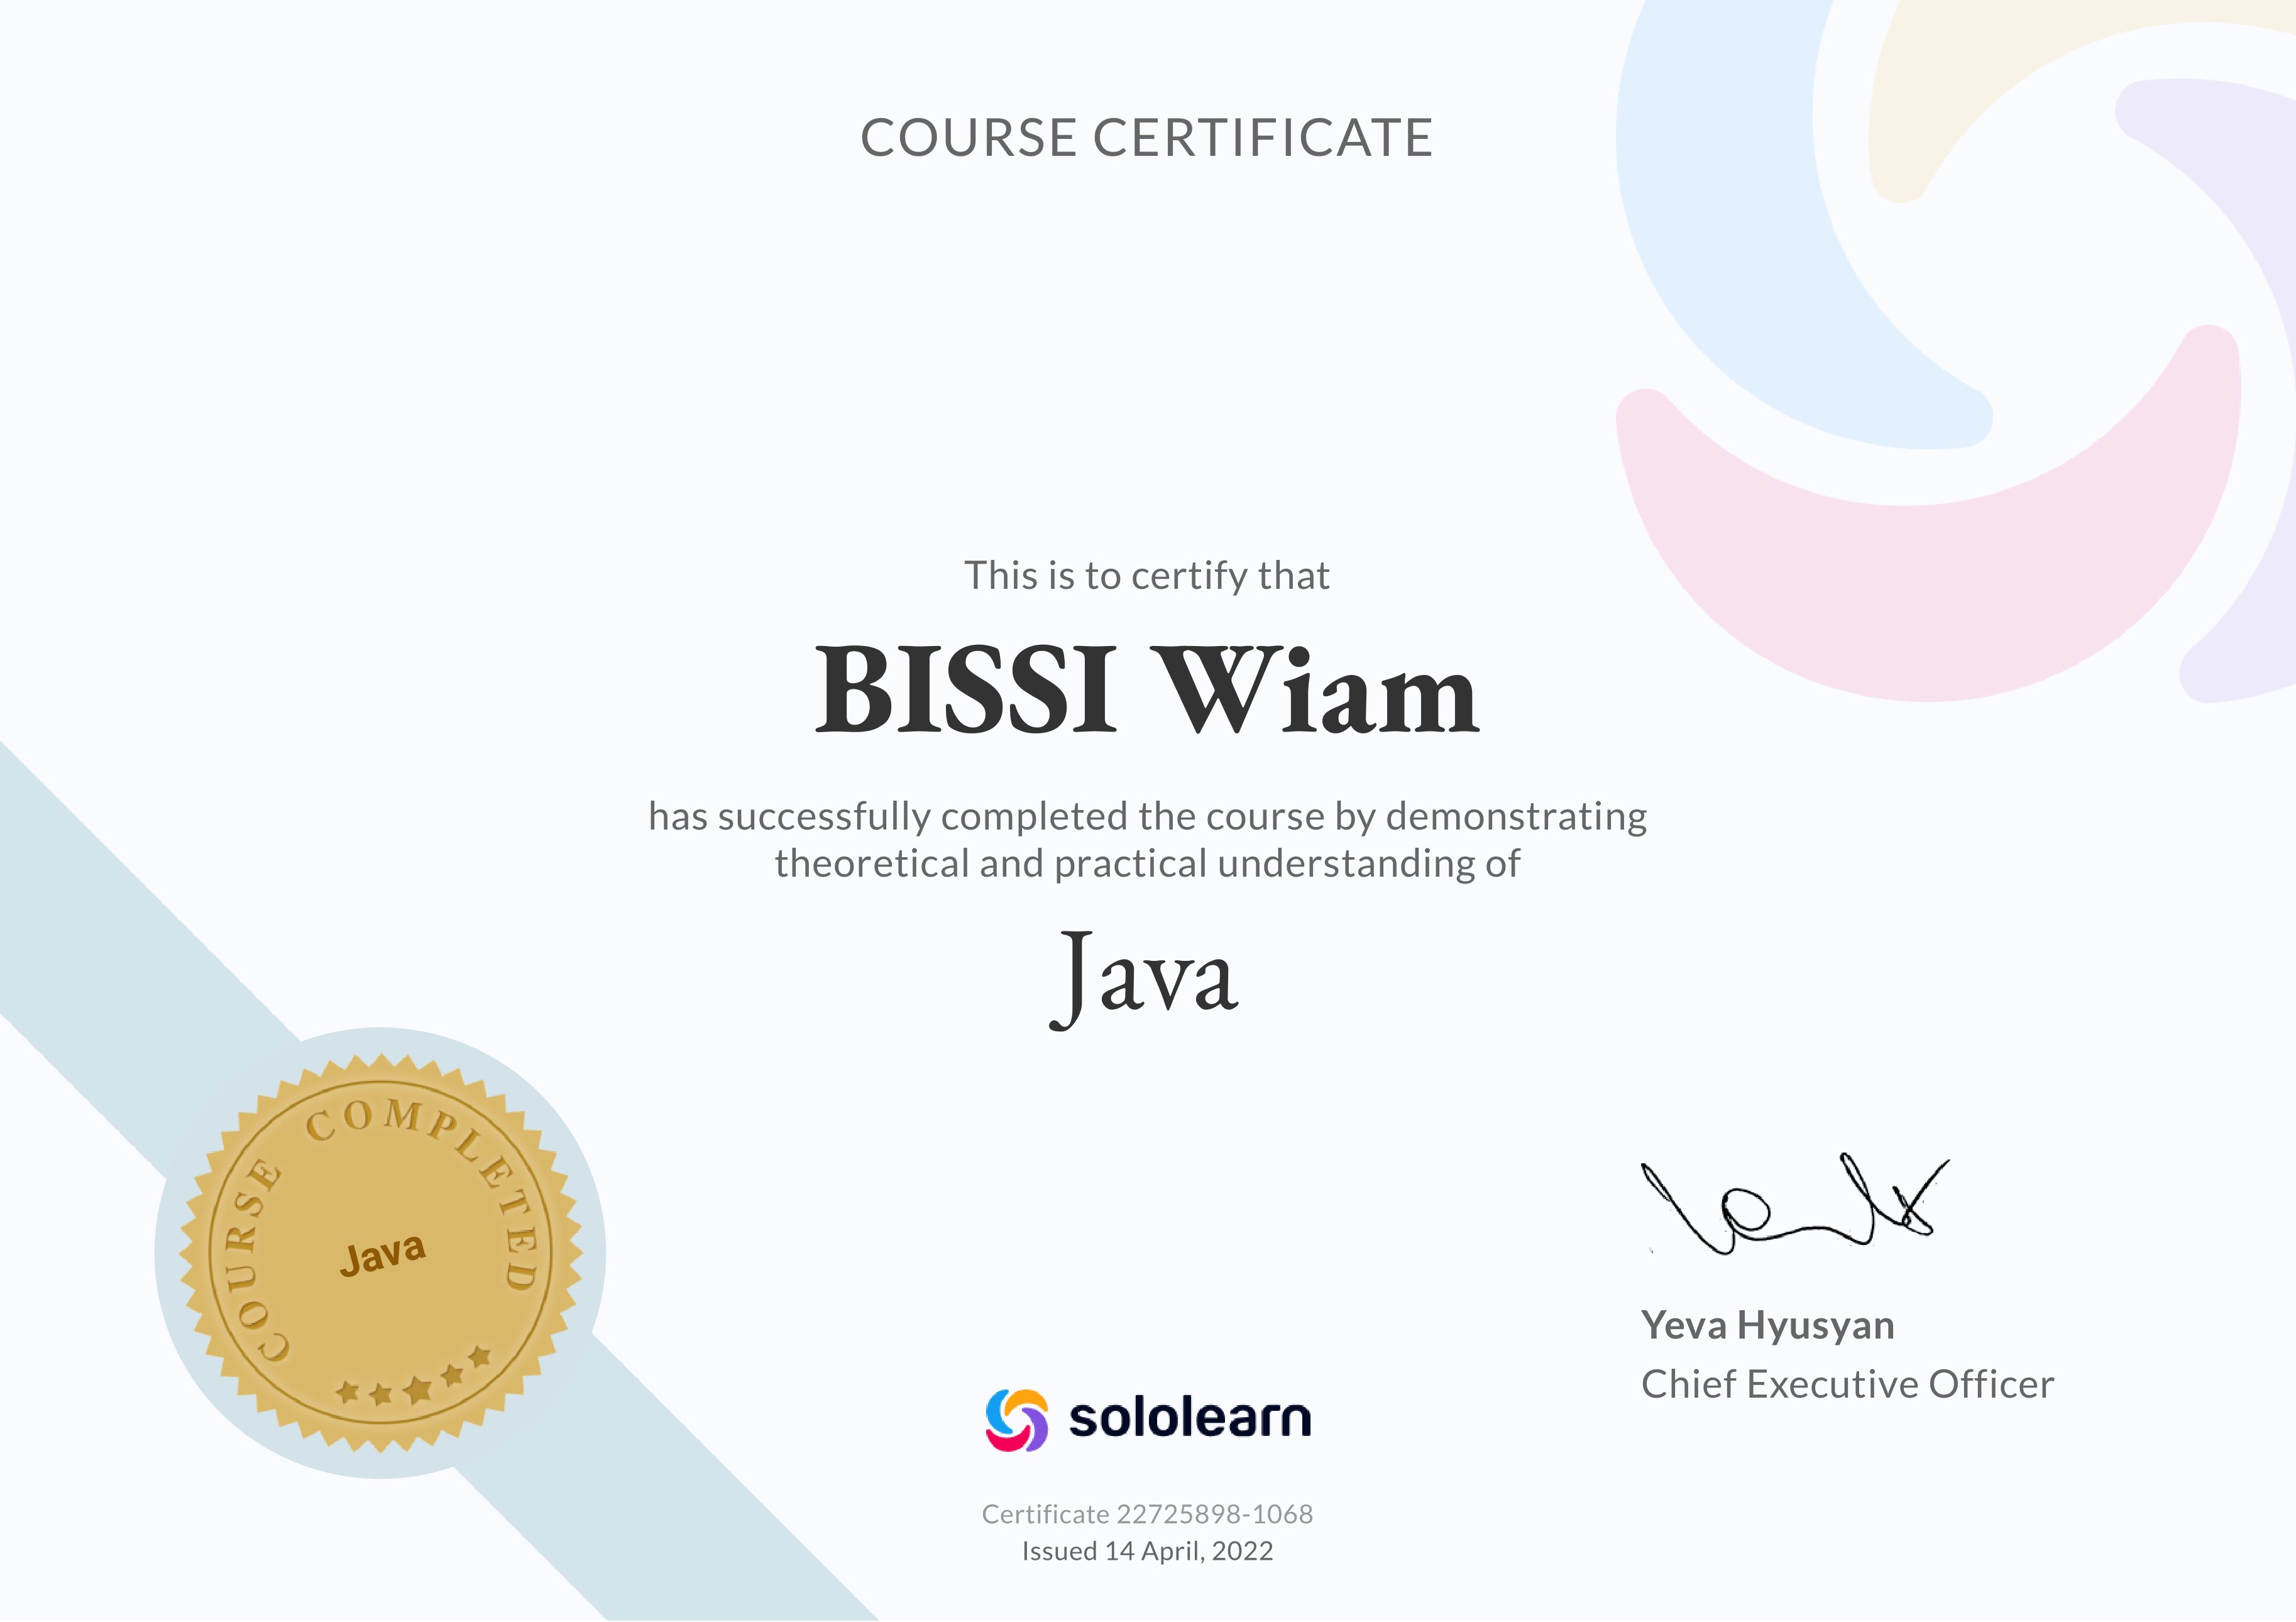 COURSE CERTIFICATE
This is to certify that
BISSI Wiam
has successfully completed the course by demonstrating
theoretical and practical understanding of
Java
COURSE COMPLETED
Java
Yeva Hyusyan
Chief Executive Officer
sololearn
Certificate 22725898-1068
Issued 14 April, 2022